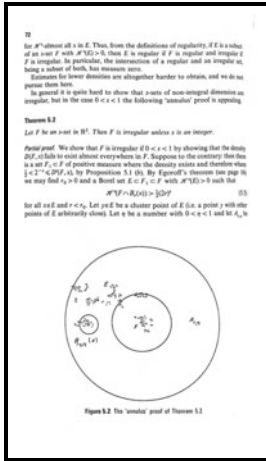 72
for ℋˢ-almost all x in E. Thus, from the definitions of regularity, if E is a subset
of an s-set F with ℋˢ(E) > 0, then E is regular if F is regular and irregular if
F is irregular. In particular, the intersection of a regular and an irregular set,
being a subset of both, has measure zero.
Estimates for lower densities are altogether harder to obtain, and we do not
pursue them here.
In general it is quite hard to show that s-sets of non-integral dimension are
irregular, but in the case 0 < s < 1 the following 'annulus' proof is appealing.
Theorem 5.2
Let F be an s-set in ℝ². Then F is irregular unless s is an integer.
Partial proof. We show that F is irregular if 0 < s < 1 by showing that the density
Dˢ(F, x) fails to exist almost everywhere in F. Suppose to the contrary: then there
is a set F₁ ⊂ F of positive measure where the density exists and therefore where
½ < 2⁻ˢ ≤ Dˢ(F, x), by Proposition 5.1 (b). By Egoroff's theorem (see page 16)
we may find r₀ > 0 and a Borel set E ⊂ F₁ ⊂ F with ℋˢ(E) > 0 such that
ℋˢ(F ∩ Bᵣ(x)) > ½(2r)ˢ
for all x ∈ E and r < r₀. Let y ∈ E be a cluster point of E (i.e. a point y with other
points of E arbitrarily close). Let η be a number with 0 < η < 1 and let
Figure 5.2 The 'annulus' proof of Theorem 5.2